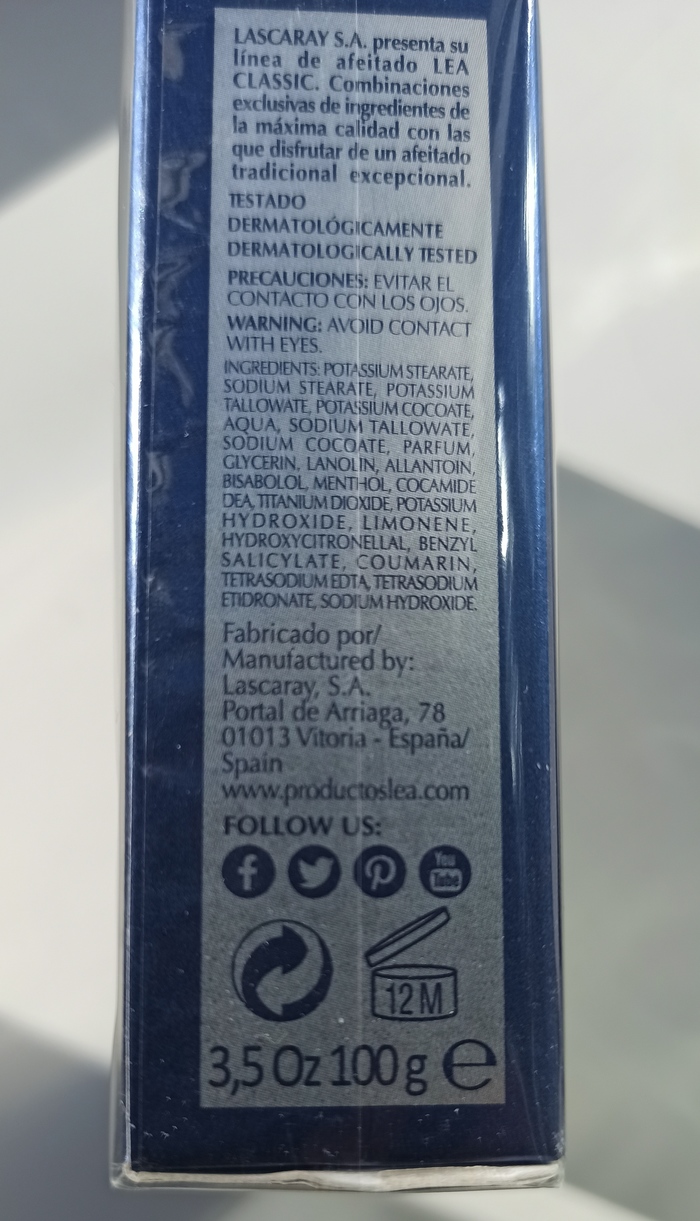 LASCARAY S.A. presenta su
línea de afeitado LEA
CLASSIC. Combinaciones
exclusivas de ingredientes de
la máxima calidad con las
que disfrutar de un afeitado
tradicional excepcional.
TESTADO
DERMATOLÓGICAMENTE
DERMATOLOGICALLY TESTED
PRECAUCIONES: EVITAR EL
CONTACTO CON LOS OJOS.
WARNING: AVOID CONTACT
WITH EYES.
INGREDIENTS: POTASSIUM STEARATE,
SODIUM STEARATE, POTASSIUM
TALLOWATE, POTASSIUM COCOATE,
AQUA, SODIUM TALLOWATE,
SODIUM COCOATE, PARFUM,
GLYCERIN, LANOLIN, ALLANTOIN,
BISABOLOL, MENTHOL, COCAMIDE
DEA, TITANIUM DIOXIDE, POTASSIUM
HYDROXIDE, LIMONENE,
HYDROXYCITRONELLAL, BENZYL
SALICYLATE, COUMARIN,
TETRASODIUM EDTA, TETRASODIUM
ETIDRONATE, SODIUM HYDROXIDE.
Fabricado por/
Manufactured by:
Lascaray, S.A.
Portal de Arriaga, 78
01013 Vitoria - España/
Spain
www.productoslea.com
FOLLOW US:
You
Tube
12 M
3,5 Oz 100 g e